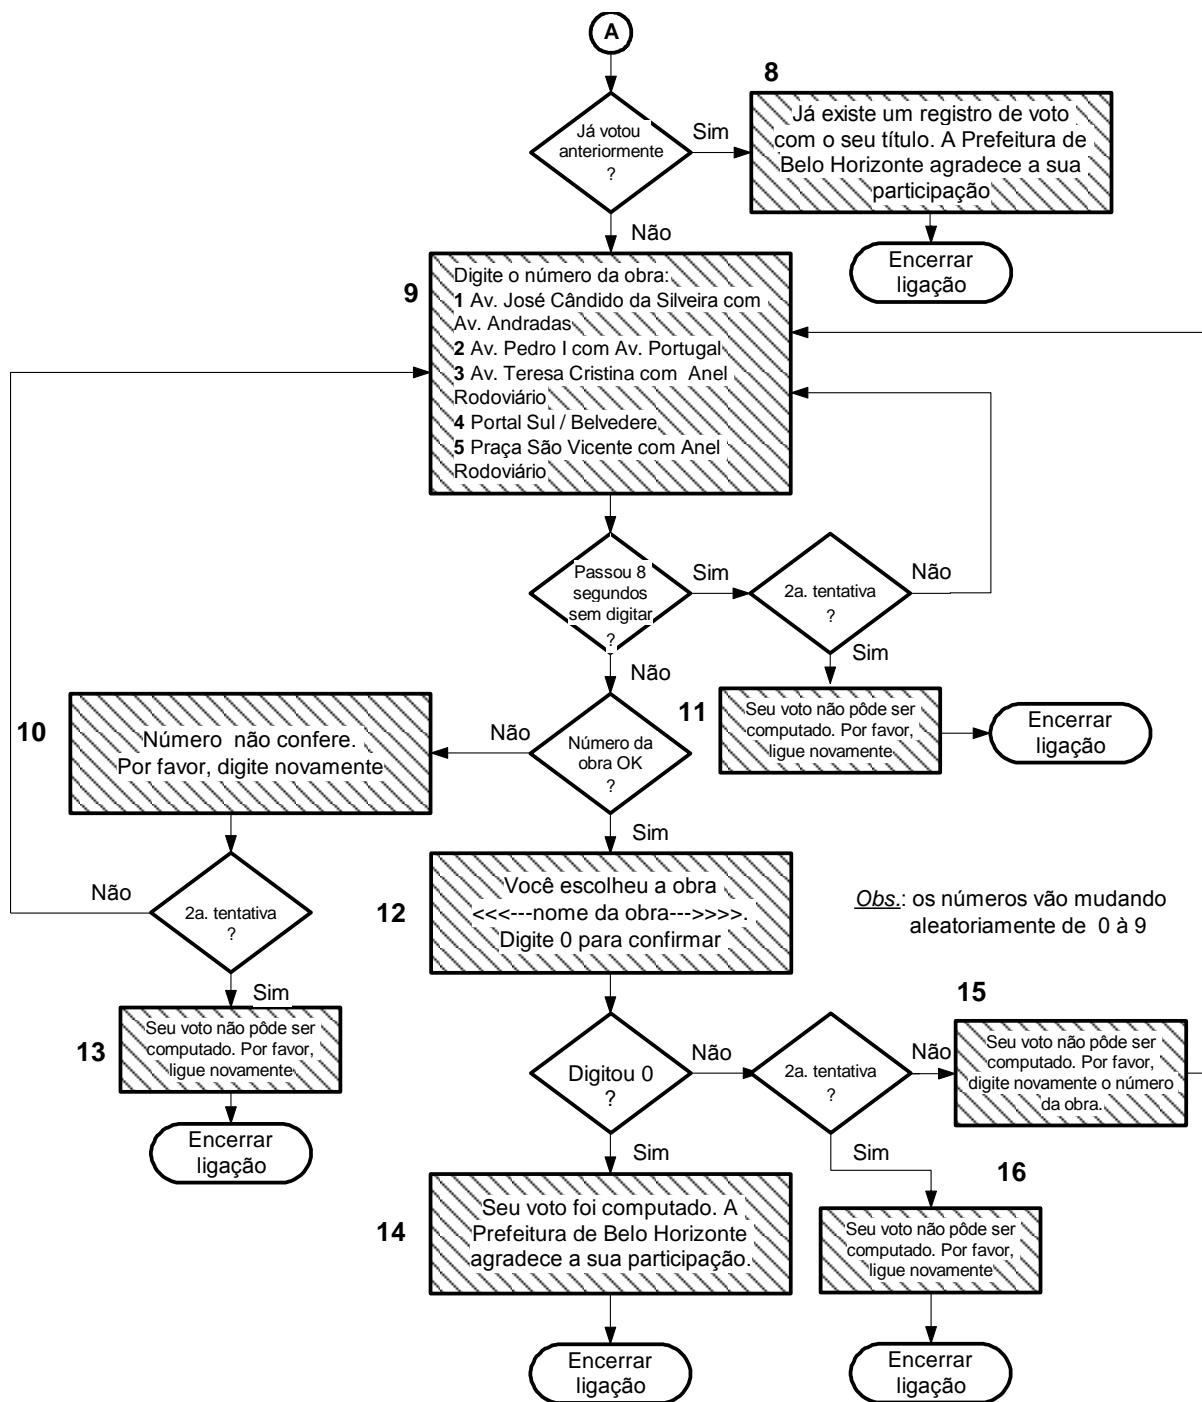 A
8
Já votou
anteriormente
?
Sim
Já existe um registro de voto
com o seu título. A Prefeitura de
Belo Horizonte agradece a sua
participação
Não
Encerrar
ligação
9
Digite o número da obra:
1 Av. José Cândido da Silveira com
Av. Andradas
2 Av. Pedro I com Av. Portugal
3 Av. Teresa Cristina com Anel
Rodoviário
4 Portal Sul / Belvedere
5 Praça São Vicente com Anel
Rodoviário
Passou 8
segundos
sem digitar
?
Sim
2a. tentativa
?
Não
Sim
Não
10
Número não confere.
Por favor, digite novamente
Não
Número da
obra OK
?
11
Seu voto não pôde ser
computado. Por favor,
ligue novamente
Encerrar
ligação
Sim
Não
2a. tentativa
?
12
Você escolheu a obra
<<<---nome da obra--->>>>.
Digite 0 para confirmar
Obs.: os números vão mudando
aleatoriamente de 0 à 9
Sim
13
Seu voto não pôde ser
computado. Por favor,
ligue novamente
Encerrar
ligação
Digitou 0
?
Não
2a. tentativa
?
Não
15
Seu voto não pôde ser
computado. Por favor,
digite novamente o número
da obra.
Sim
Sim
14
Seu voto foi computado. A
Prefeitura de Belo Horizonte
agradece a sua participação.
16
Seu voto não pôde ser
computado. Por favor,
ligue novamente
Encerrar
ligação
Encerrar
ligação